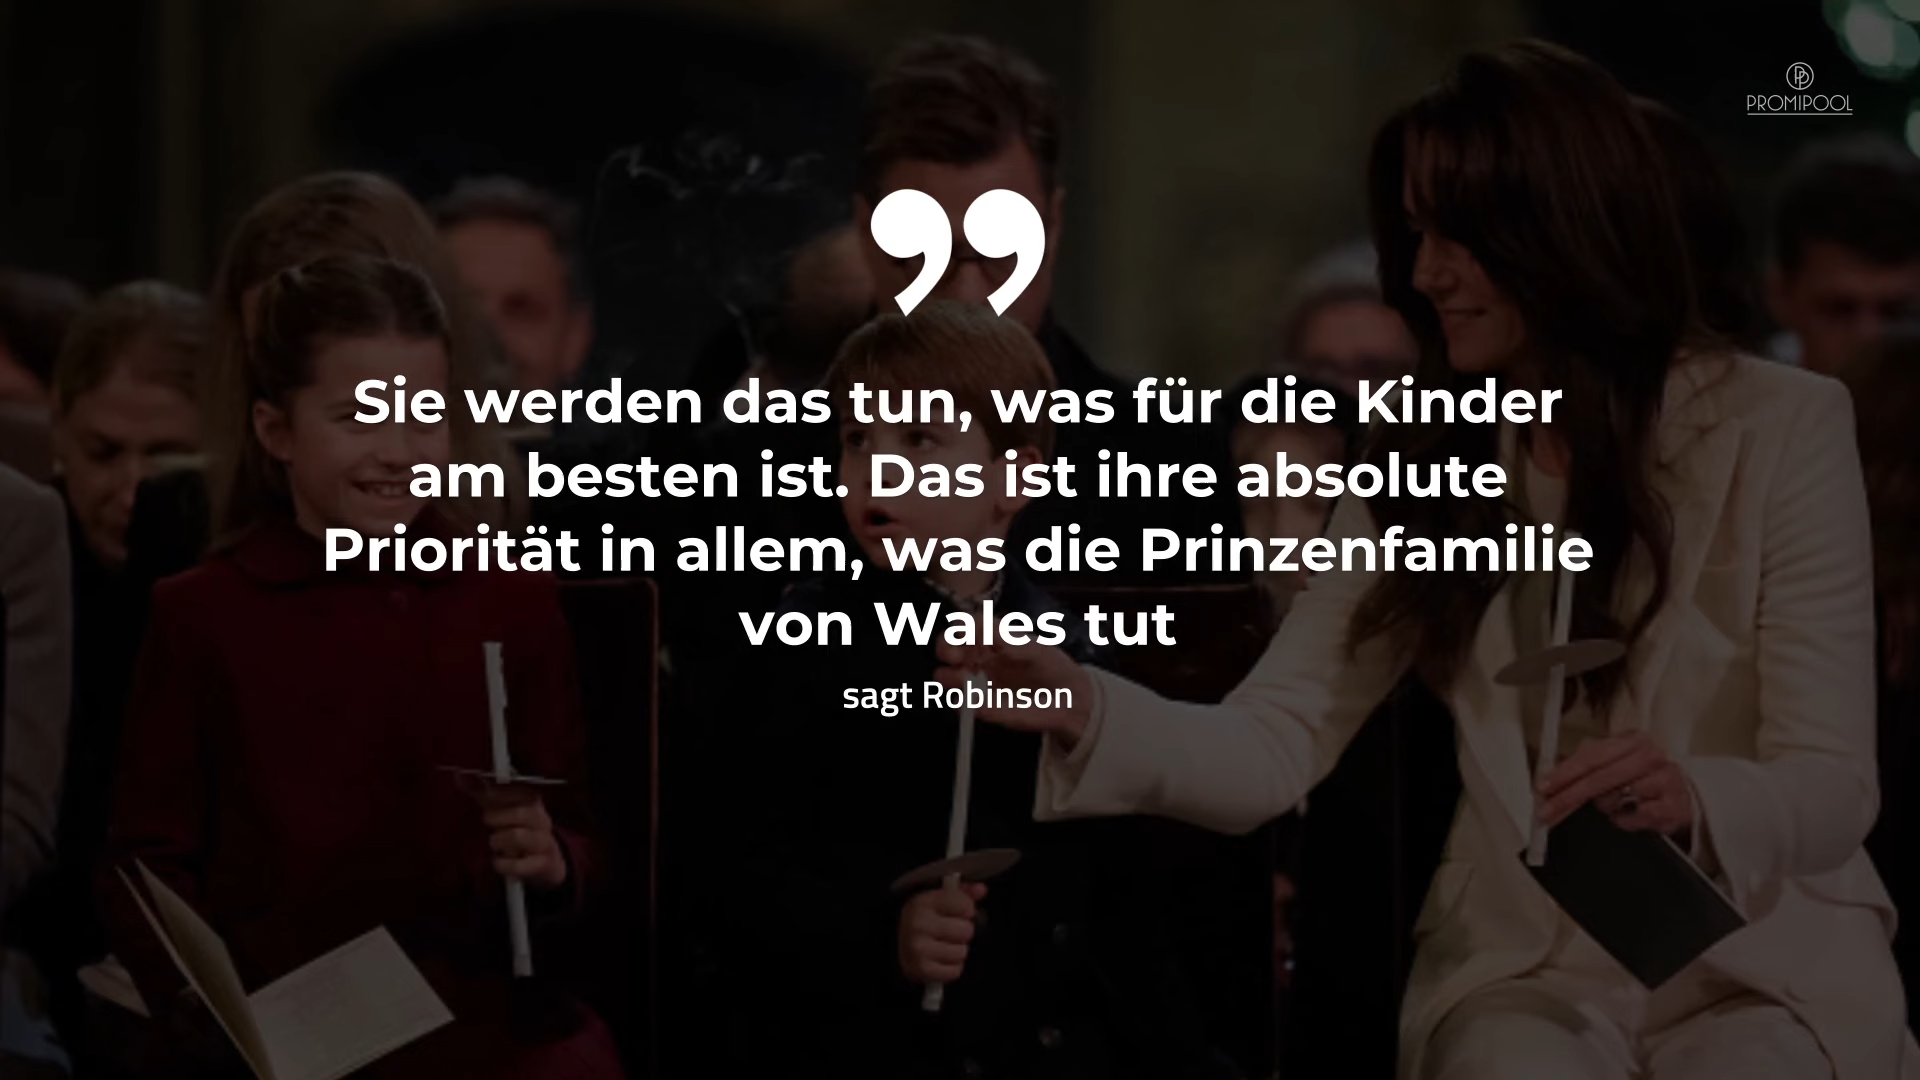 PROMIPOOL
Sie werden das tun, was für die Kinder
am besten ist. Das ist ihre absolute
Priorität in allem, was die Prinzenfamilie
von Wales tut
sagt Robinson